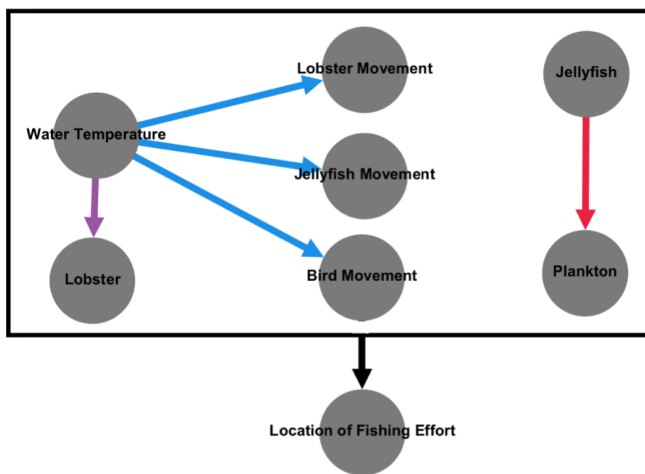 Lobster Movement
Jellyfish
Water Temperature
Jellyfish Movement
Lobster
Bird Movement
Plankton
Location of Fishing Effort